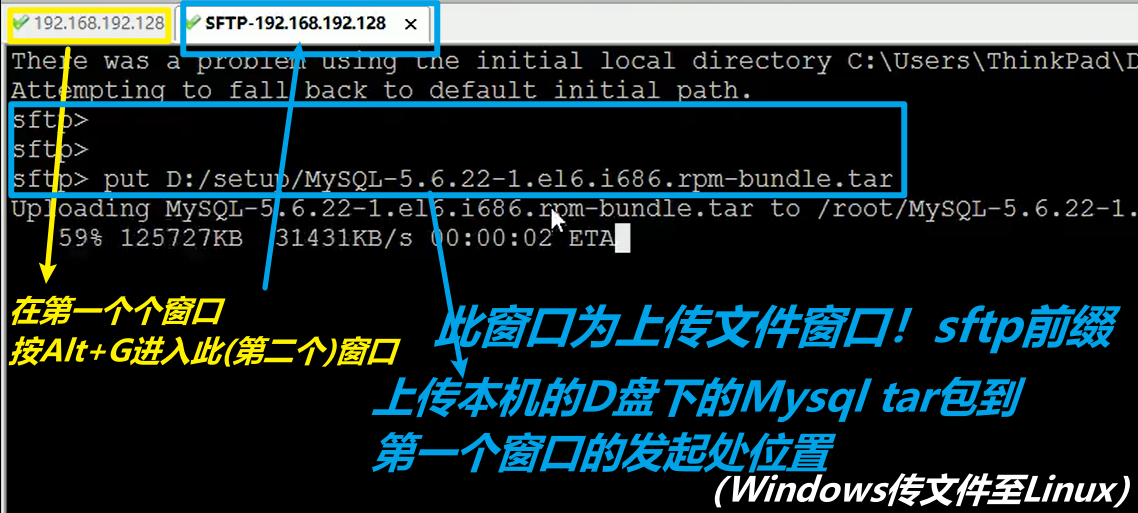 192.168.192.128
SFTP-192.168.192.128 ×
There was a problem using the initial local directory C:\Users\ThinkPad\D
Attempting to fall back to default initial path.
sftp>
sftp>
sftp> put D:/setup/MySQL-5.6.22-1.el6.i686.rpm-bundle.tar
Uploading MySQL-5.6.22-1.el6.i686.rpm-bundle.tar to /root/MySQL-5.6.22-1.
59% 125727KB 31431KB/s 00:00:02 ETA
在第一个个窗口
按Alt+G进入此(第二个)窗口
此窗口为上传文件窗口！sftp前缀
上传本机的D盘下的Mysql tar包到
第一个窗口的发起处位置
(Windows传文件至Linux)